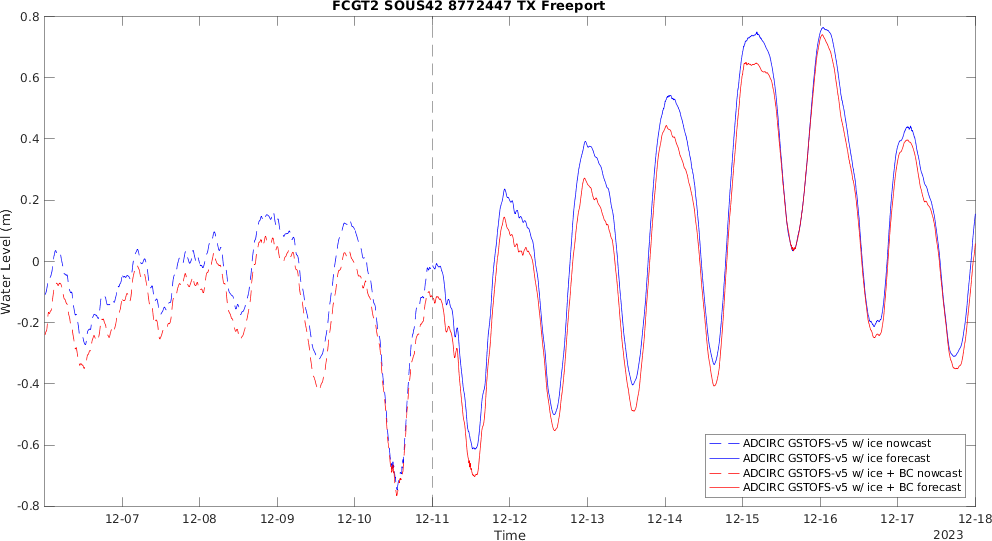 FCGT2 SOUS42 8772447 TX Freeport
Water Level (m)
0.8
0.6
0.4
0.2
0
-0.2
-0.4
-0.6
-0.8
ADCIRC GSTOFS-v5 w/ ice nowcast
ADCIRC GSTOFS-v5 w/ ice forecast
ADCIRC GSTOFS-v5 w/ ice + BC nowcast
ADCIRC GSTOFS-v5 w/ ice + BC forecast
12-07 12-08 12-09 12-10 12-11 12-12 12-13 12-14 12-15 12-16 12-17 12-18
Time
2023